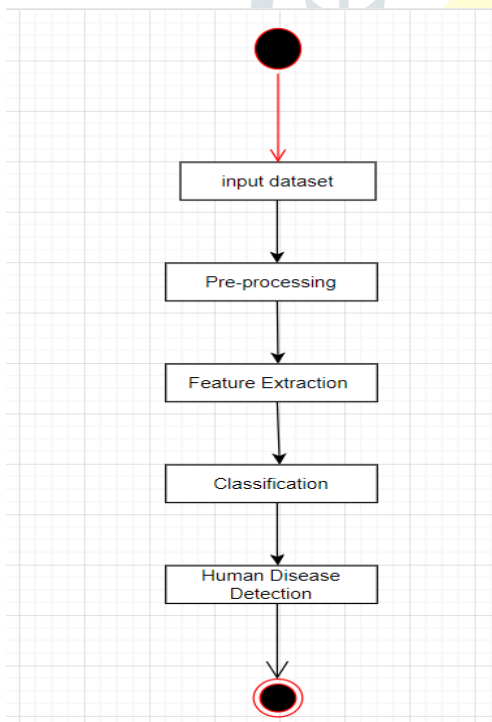 input dataset
Pre-processing
Feature Extraction
Classification
Human Disease
Detection